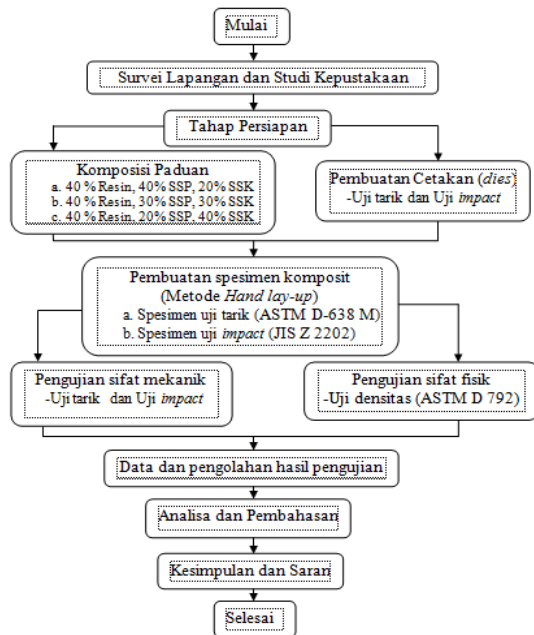 Mulai
Survei Lapangan dan Studi Kepustakaan
Tahap Persiapan
Komposisi Paduan
a. 40 % Resin, 40% SSP, 20% SSK
b. 40 % Resin, 30% SSP, 30% SSK
c. 40 % Resin, 20% SSP, 40% SSK
Pembuatan Cetakan (dies)
-Uji tarik dan Uji impact
Pembuatan spesimen komposit
(Metode Hand lay-up)
a. Spesimen uji tarik (ASTM D-638 M)
b. Spesimen uji impact (JIS Z 2202)
Pengujian sifat mekanik
-Uji tarik dan Uji impact
Pengujian sifat fisik
-Uji densitas (ASTM D 792)
Data dan pengolahan hasil pengujian
Analisa dan Pembahasan
Kesimpulan dan Saran
Selesai